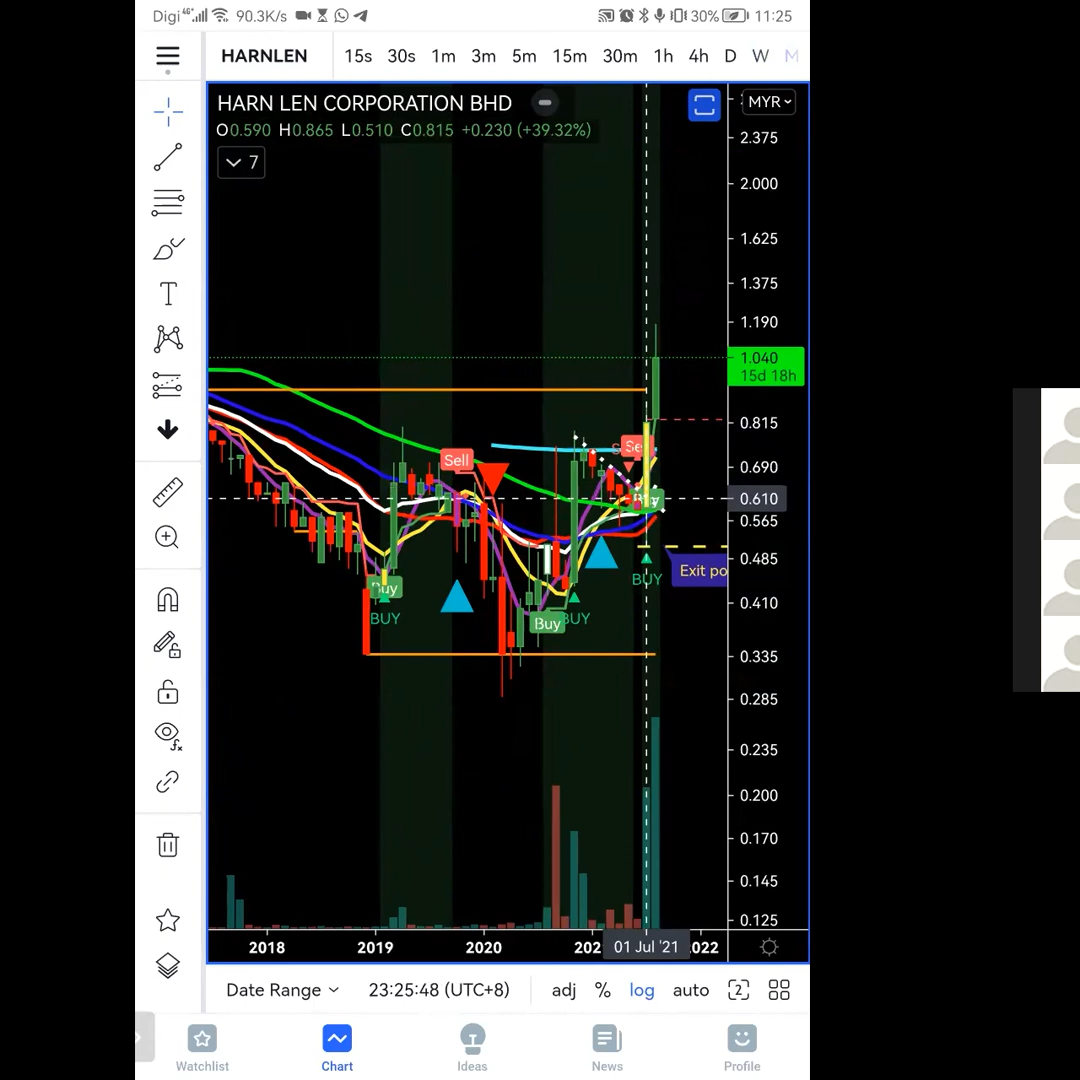 Digi 4G 90.3K/s 30% 11:25
HARNLEN 15s 30s 1m 3m 5m 15m 30m 1h 4h D W M
HARN LEN CORPORATION BHD
MYR
O0.590 H0.865 L0.510 C0.815 +0.230 (+39.32%)
7
2.375
2.000
1.625
1.375
1.190
1.040
15d 18h
0.815
0.690
0.610
0.565
0.485
0.410
0.335
0.285
0.235
0.200
0.170
0.145
0.125
Sell
Buy
BUY
Buy
BUY
BUY
Exit po
2018 2019 2020 01 Jul '21 2022
Date Range 23:25:48 (UTC+8) adj % log auto 2
Watchlist Chart Ideas News Profile